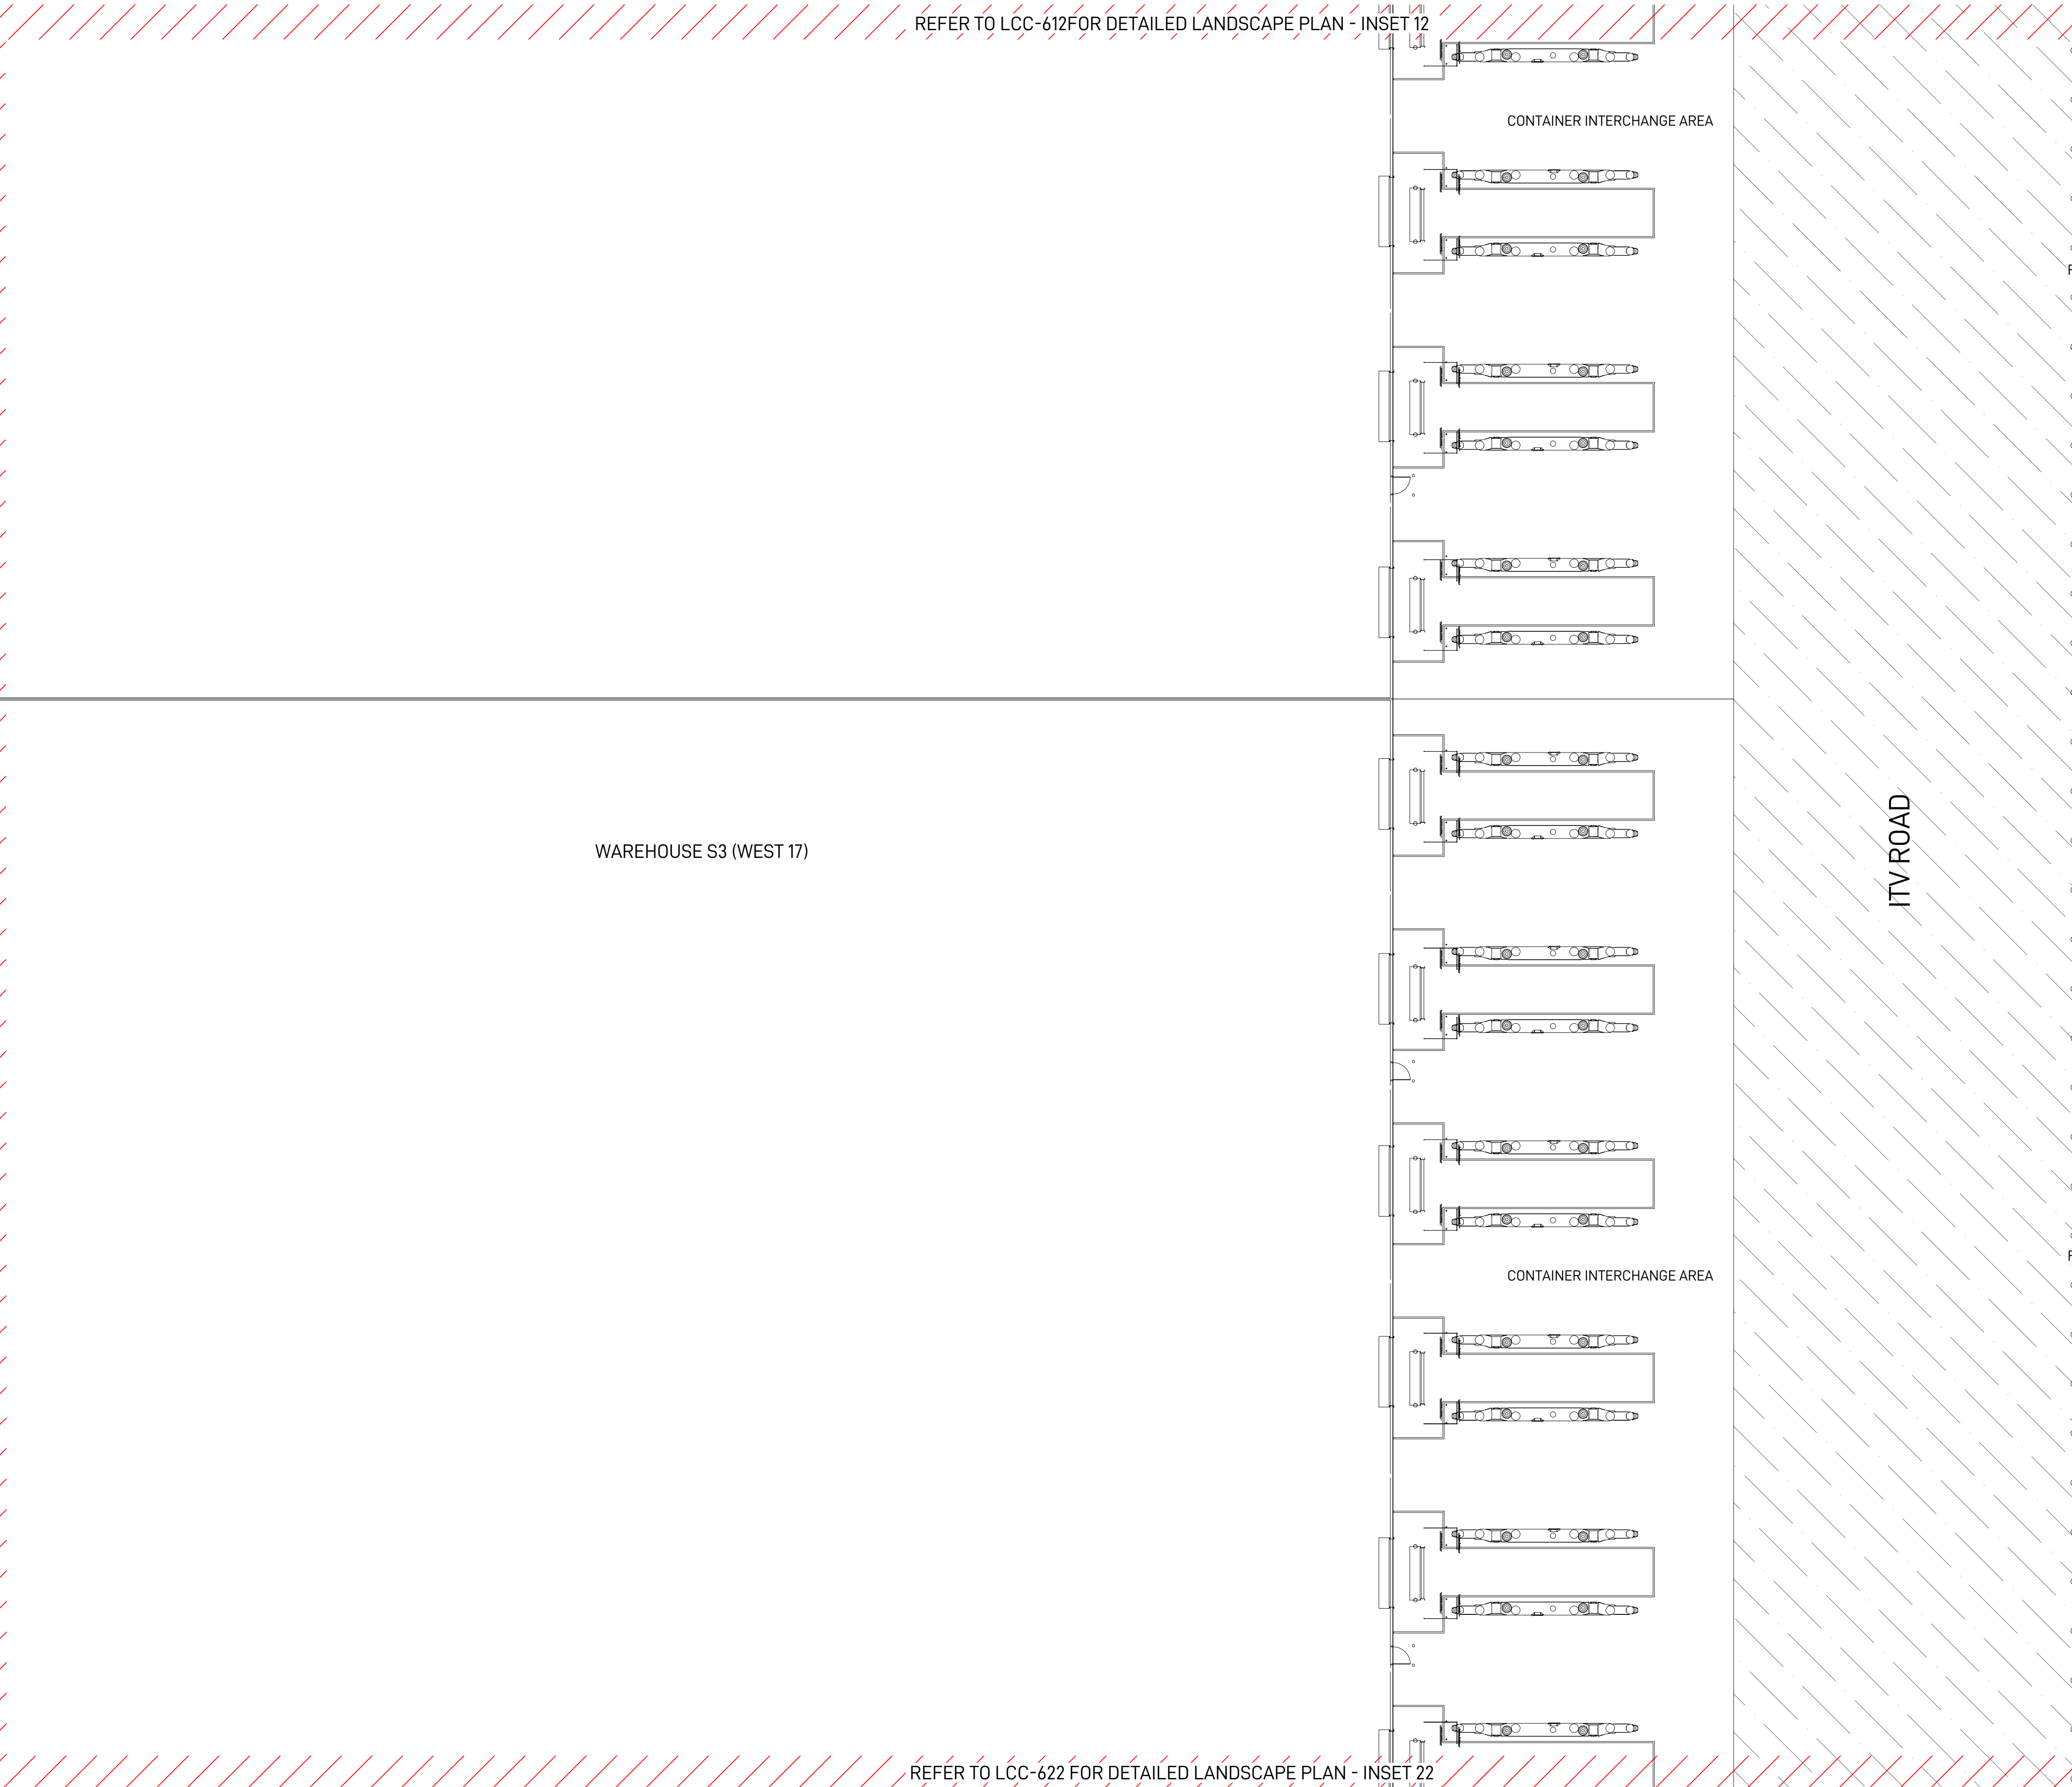 REFER TO LCC-612FOR DETAILED LANDSCAPE PLAN - INSET 12
CONTAINER INTERCHANGE AREA
WAREHOUSE S3 (WEST 17)
ITV ROAD
CONTAINER INTERCHANGE AREA
REFER TO LCC-622 FOR DETAILED LANDSCAPE PLAN - INSET 22